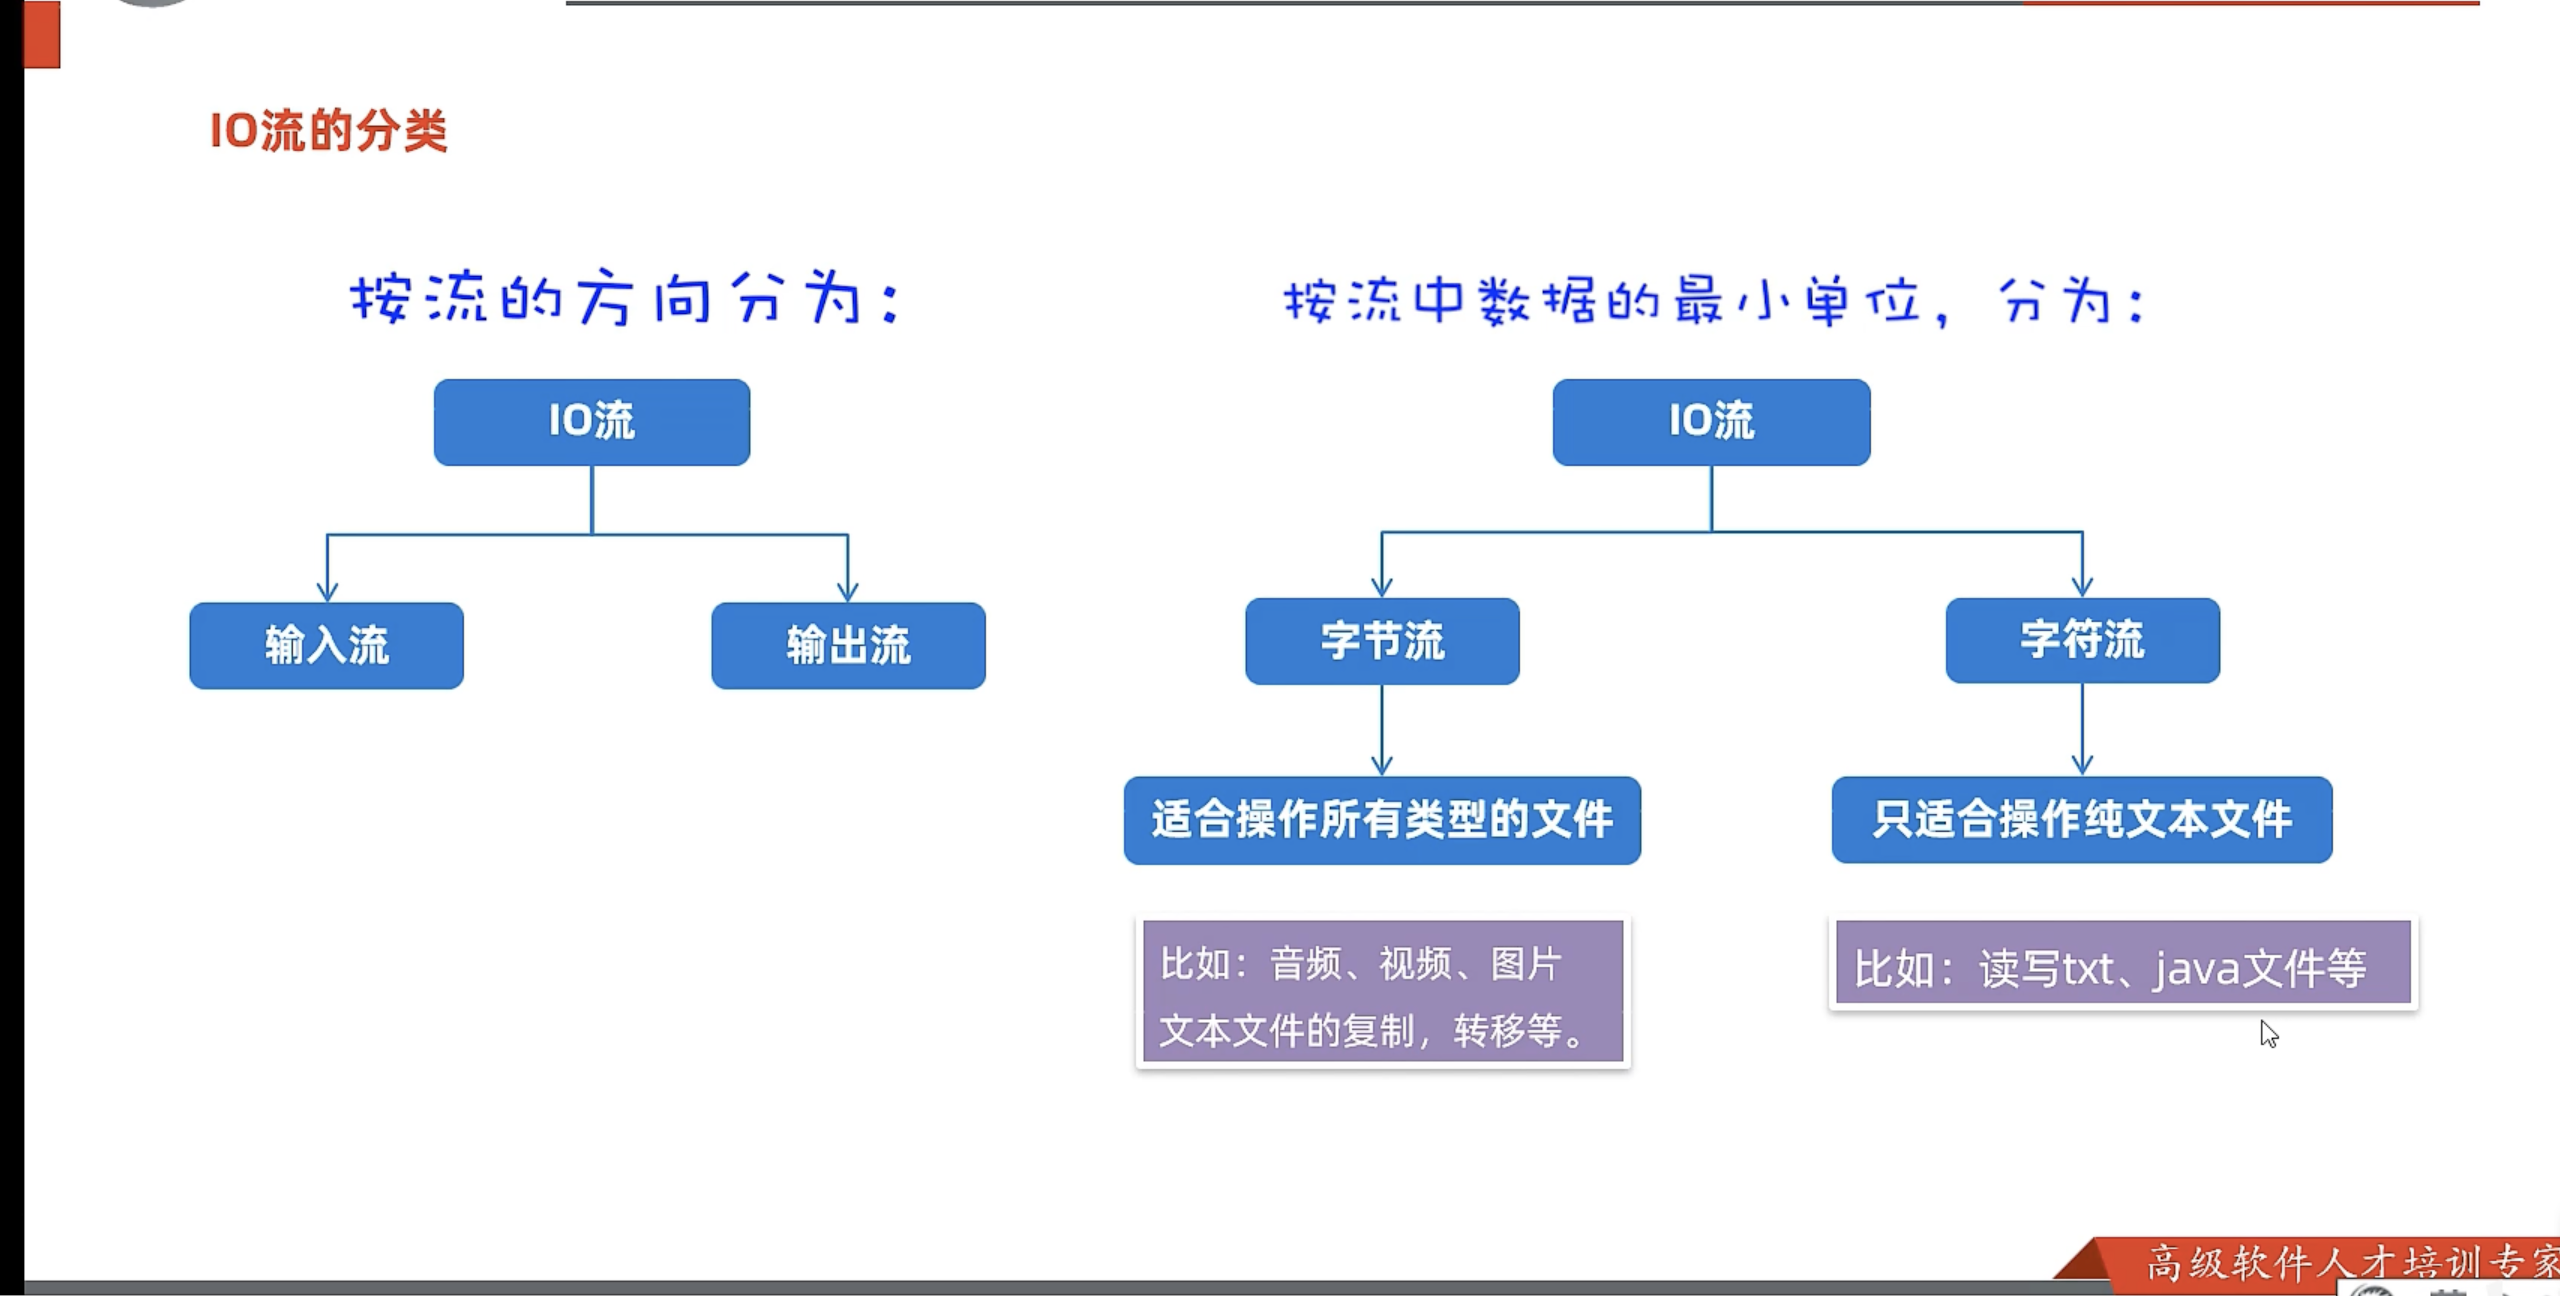 IO流的分类
按流的方向分为：
IO流
输入流
输出流
按流中数据的最小单位，分为：
IO流
字节流
字符流
适合操作所有类型的文件
只适合操作纯文本文件
比如：音频、视频、图片
文本文件的复制，转移等。
比如：读写txt、java文件等
高级软件人才培训专家